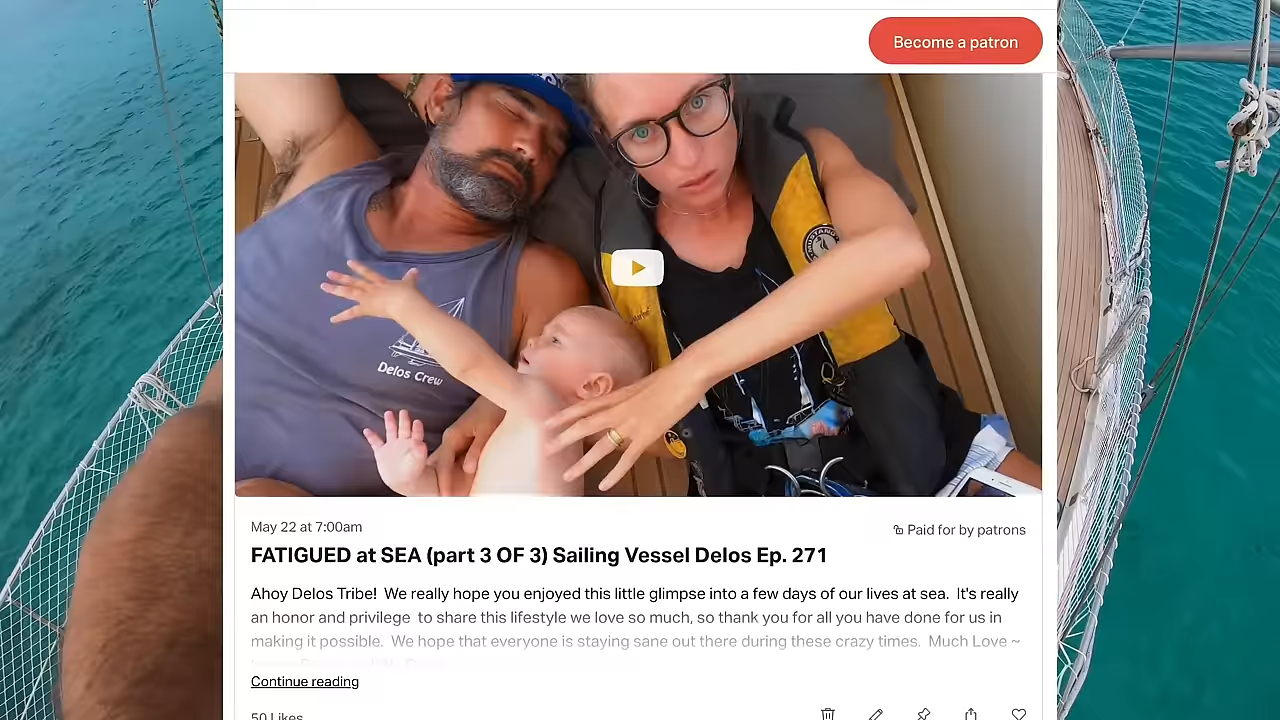 Become a patron
MUSTANG
Delos Crew
May 22 at 7:00am
Paid for by patrons
FATIGUED at SEA (part 3 OF 3) Sailing Vessel Delos Ep. 271
Ahoy Delos Tribe!  We really hope you enjoyed this little glimpse into a few days of our lives at sea.  It's really
an honor and privilege  to share this lifestyle we love so much, so thank you for all you have done for us in
making it possible.  We hope that everyone is staying sane out there during these crazy times.  Much Love ~
Continue reading
50 Likes